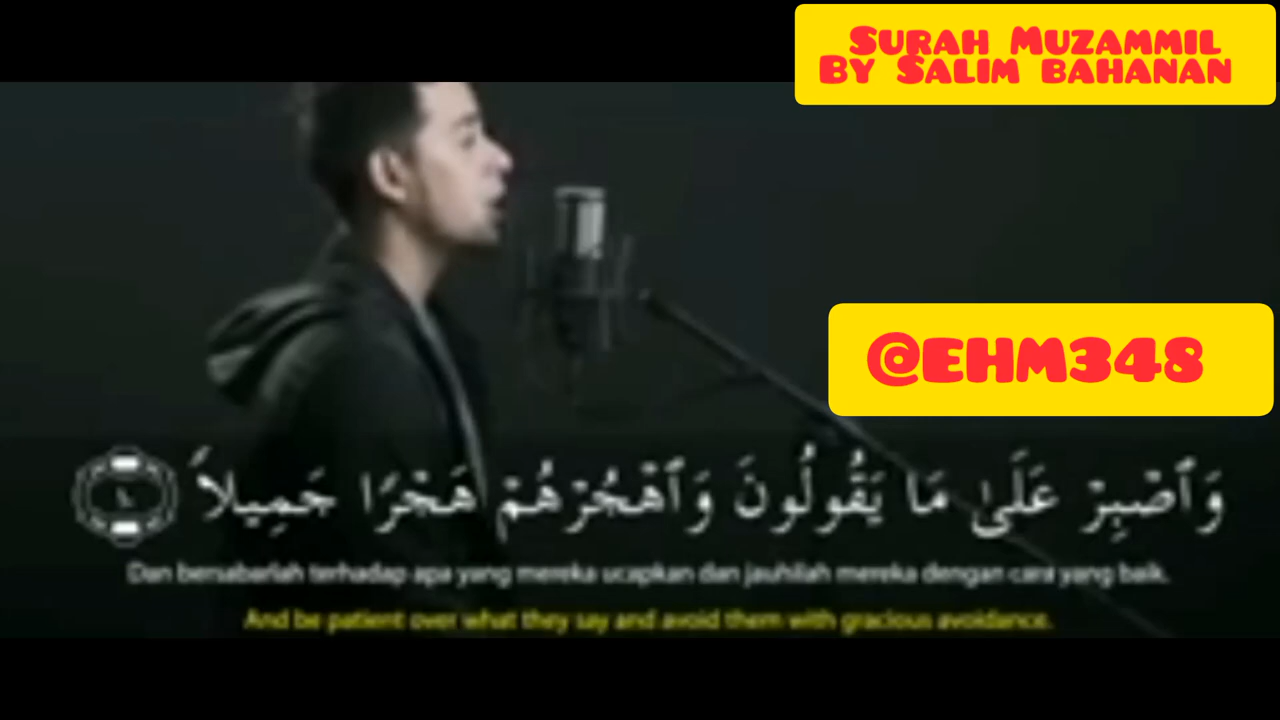 SURAH MUZAMMIL
BY SALIM BAHANAN
@EHM348
وَٱصْبِرْ عَلَىٰ مَا يَقُولُونَ وَٱهْجُرْهُمْ هَجْرًا جَمِيلاً
Dan bersabarlah terhadap apa yang mereka ucapkan dan jauhilah mereka dengan cara yang baik.
And be patient over what they say and avoid them with gracious avoidance.